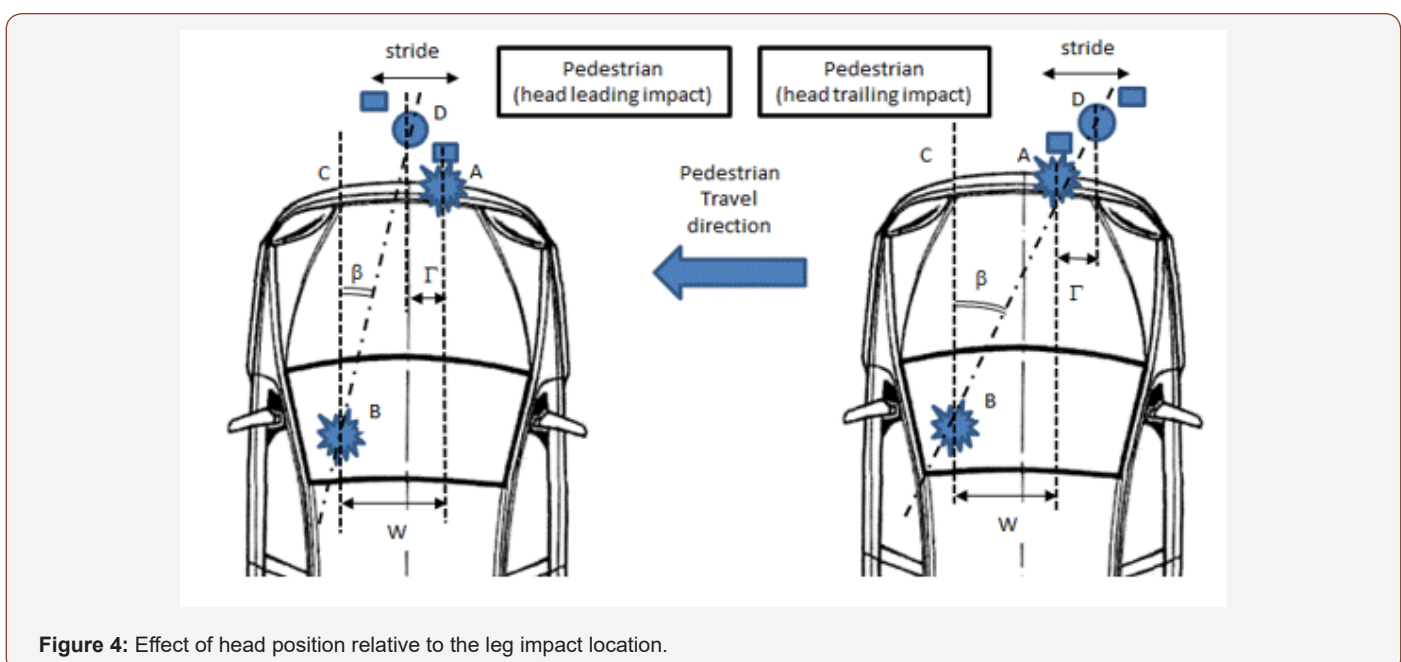 stride
Pedestrian
(head leading impact)
D
C
A
β
Γ
B
W
Pedestrian
Travel
direction
Pedestrian
(head trailing impact)
stride
D
C
A
β
Γ
B
W
Figure 4: Effect of head position relative to the leg impact location.